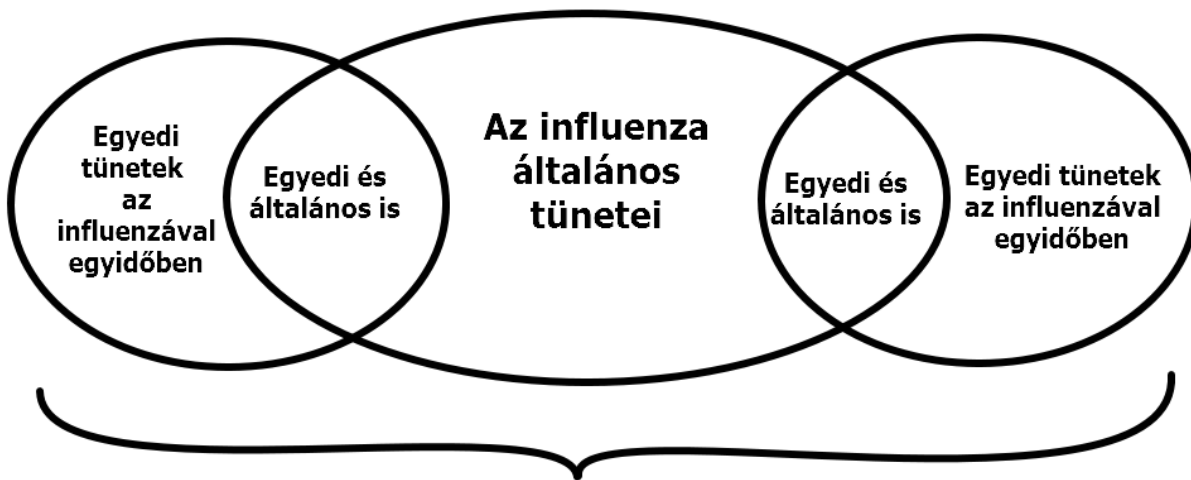 Egyedi
tünetek
az
influenzával
egyidőben
Egyedi és
általános is
Az influenza
általános
tünetei
Egyedi és
általános is
Egyedi tünetek
az influenzával
egyidőben